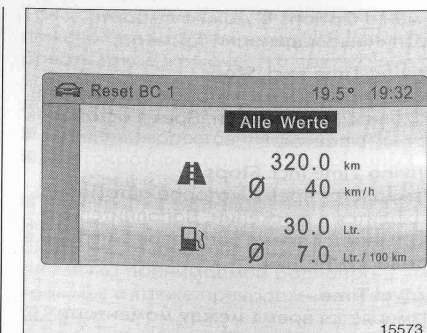 Reset BC 1 19.5° 19:32
Alle Werte
320.0 km
Ø 40 km/h
30.0 Ltr.
Ø 7.0 Ltr. / 100 km
15573